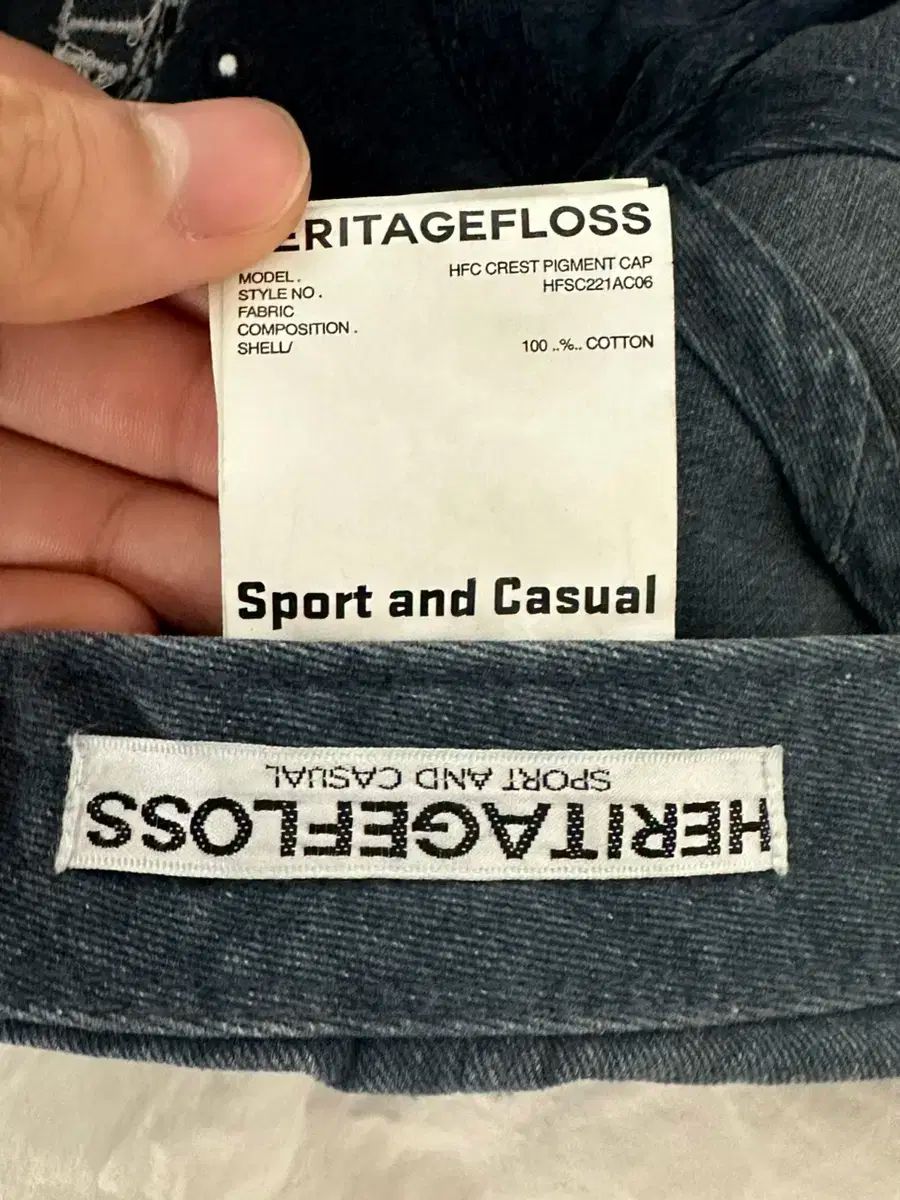 HERITAGEFLOSS
MODEL. HFC CREST PIGMENT CAP
STYLE NO. HFSC221AC06
FABRIC
COMPOSITION.
SHELL/ 100 ..%.. COTTON
Sport and Casual
HERITAGEFLOSS
SPORT AND CASUAL